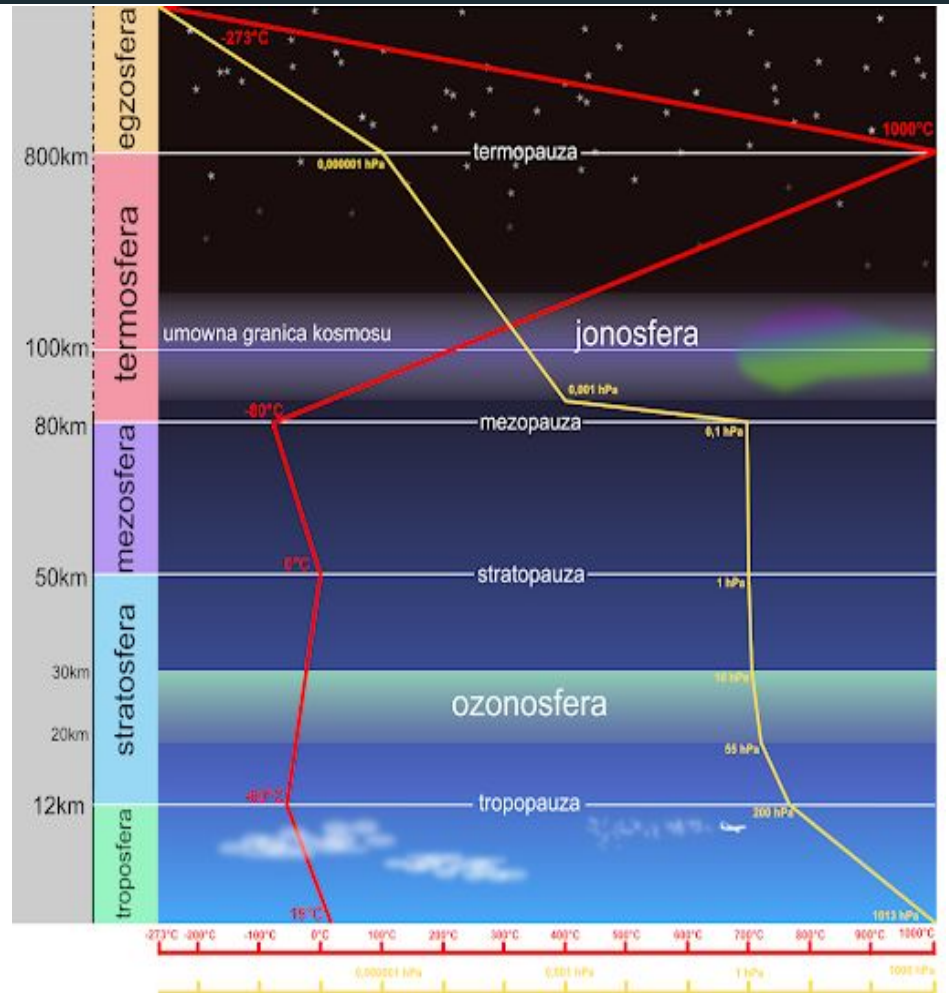 egzosfera
-273°C
1000°C
800km
termopauza
0,000001 hPa
termosfera
umowna granica kosmosu
jonosfera
100km
0,001 hPa
-80°C
80km
mezopauza
0,1 hPa
mezosfera
0°C
50km
stratopauza
1 hPa
stratosfera
30km
10 hPa
ozonosfera
20km
55 hPa
12km
tropopauza
200 hPa
troposfera
15°C
1013 hPa
-273°C -200°C -100°C 0°C 100°C 200°C 300°C 400°C 500°C 600°C 700°C 800°C 900°C 1000°C
0,000001 hPa 0,001 hPa 1 hPa 1000 hPa